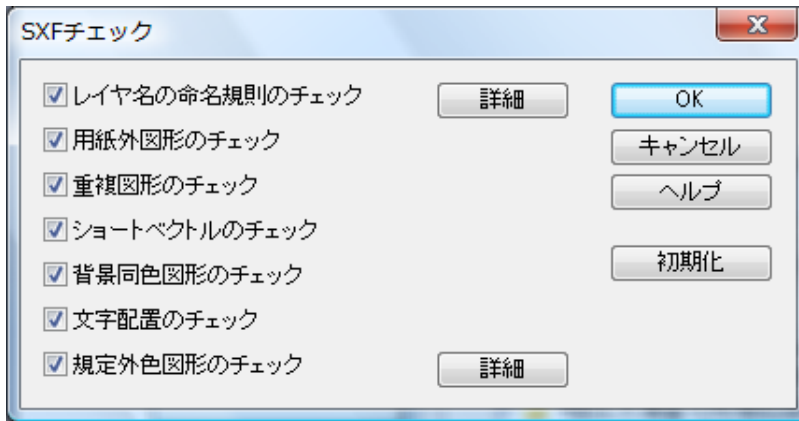 SXFチェック
レイヤ名の命名規則のチェック 詳細 OK
用紙外図形のチェック キャンセル
重複図形のチェック ヘルプ
ショートベクトルのチェック
背景同色図形のチェック 初期化
文字配置のチェック
規定外色図形のチェック 詳細